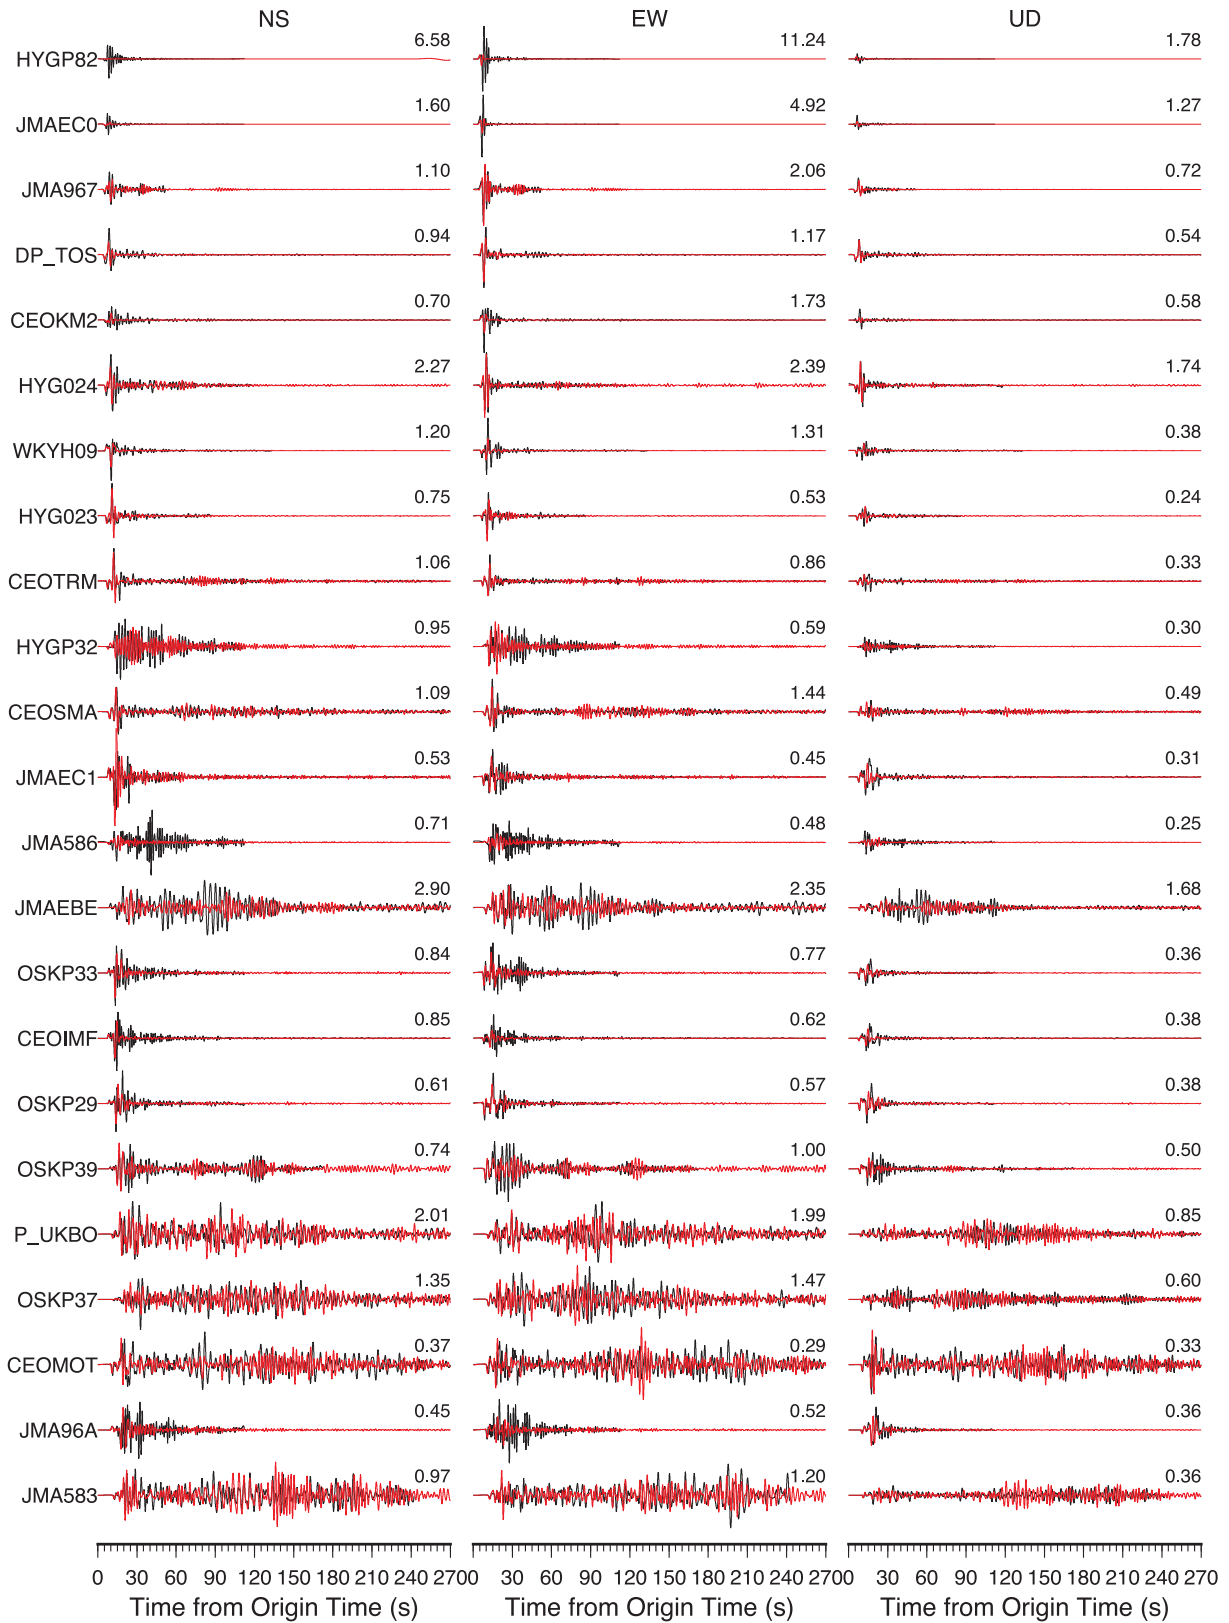 NS EW UD
HYGP82 6.58 11.24 1.78
JMAEC0 1.60 4.92 1.27
JMA967 1.10 2.06 0.72
DP_TOS 0.94 1.17 0.54
CEOKM2 0.70 1.73 0.58
HYG024 2.27 2.39 1.74
WKYH09 1.20 1.31 0.38
HYG023 0.75 0.53 0.24
CEOTRM 1.06 0.86 0.33
HYGP32 0.95 0.59 0.30
CEOSMA 1.09 1.44 0.49
JMAEC1 0.53 0.45 0.31
JMA586 0.71 0.48 0.25
JMAEBE 2.90 2.35 1.68
OSKP33 0.84 0.77 0.36
CEOIMF 0.85 0.62 0.38
OSKP29 0.61 0.57 0.38
OSKP39 0.74 1.00 0.50
P_UKBO 2.01 1.99 0.85
OSKP37 1.35 1.47 0.60
CEOMOT 0.37 0.29 0.33
JMA96A 0.45 0.52 0.36
JMA583 0.97 1.20 0.36
0 30 60 90 120 150 180 210 240 270 0 30 60 90 120 150 180 210 240 270 0 30 60 90 120 150 180 210 240 270
Time from Origin Time (s) Time from Origin Time (s) Time from Origin Time (s)